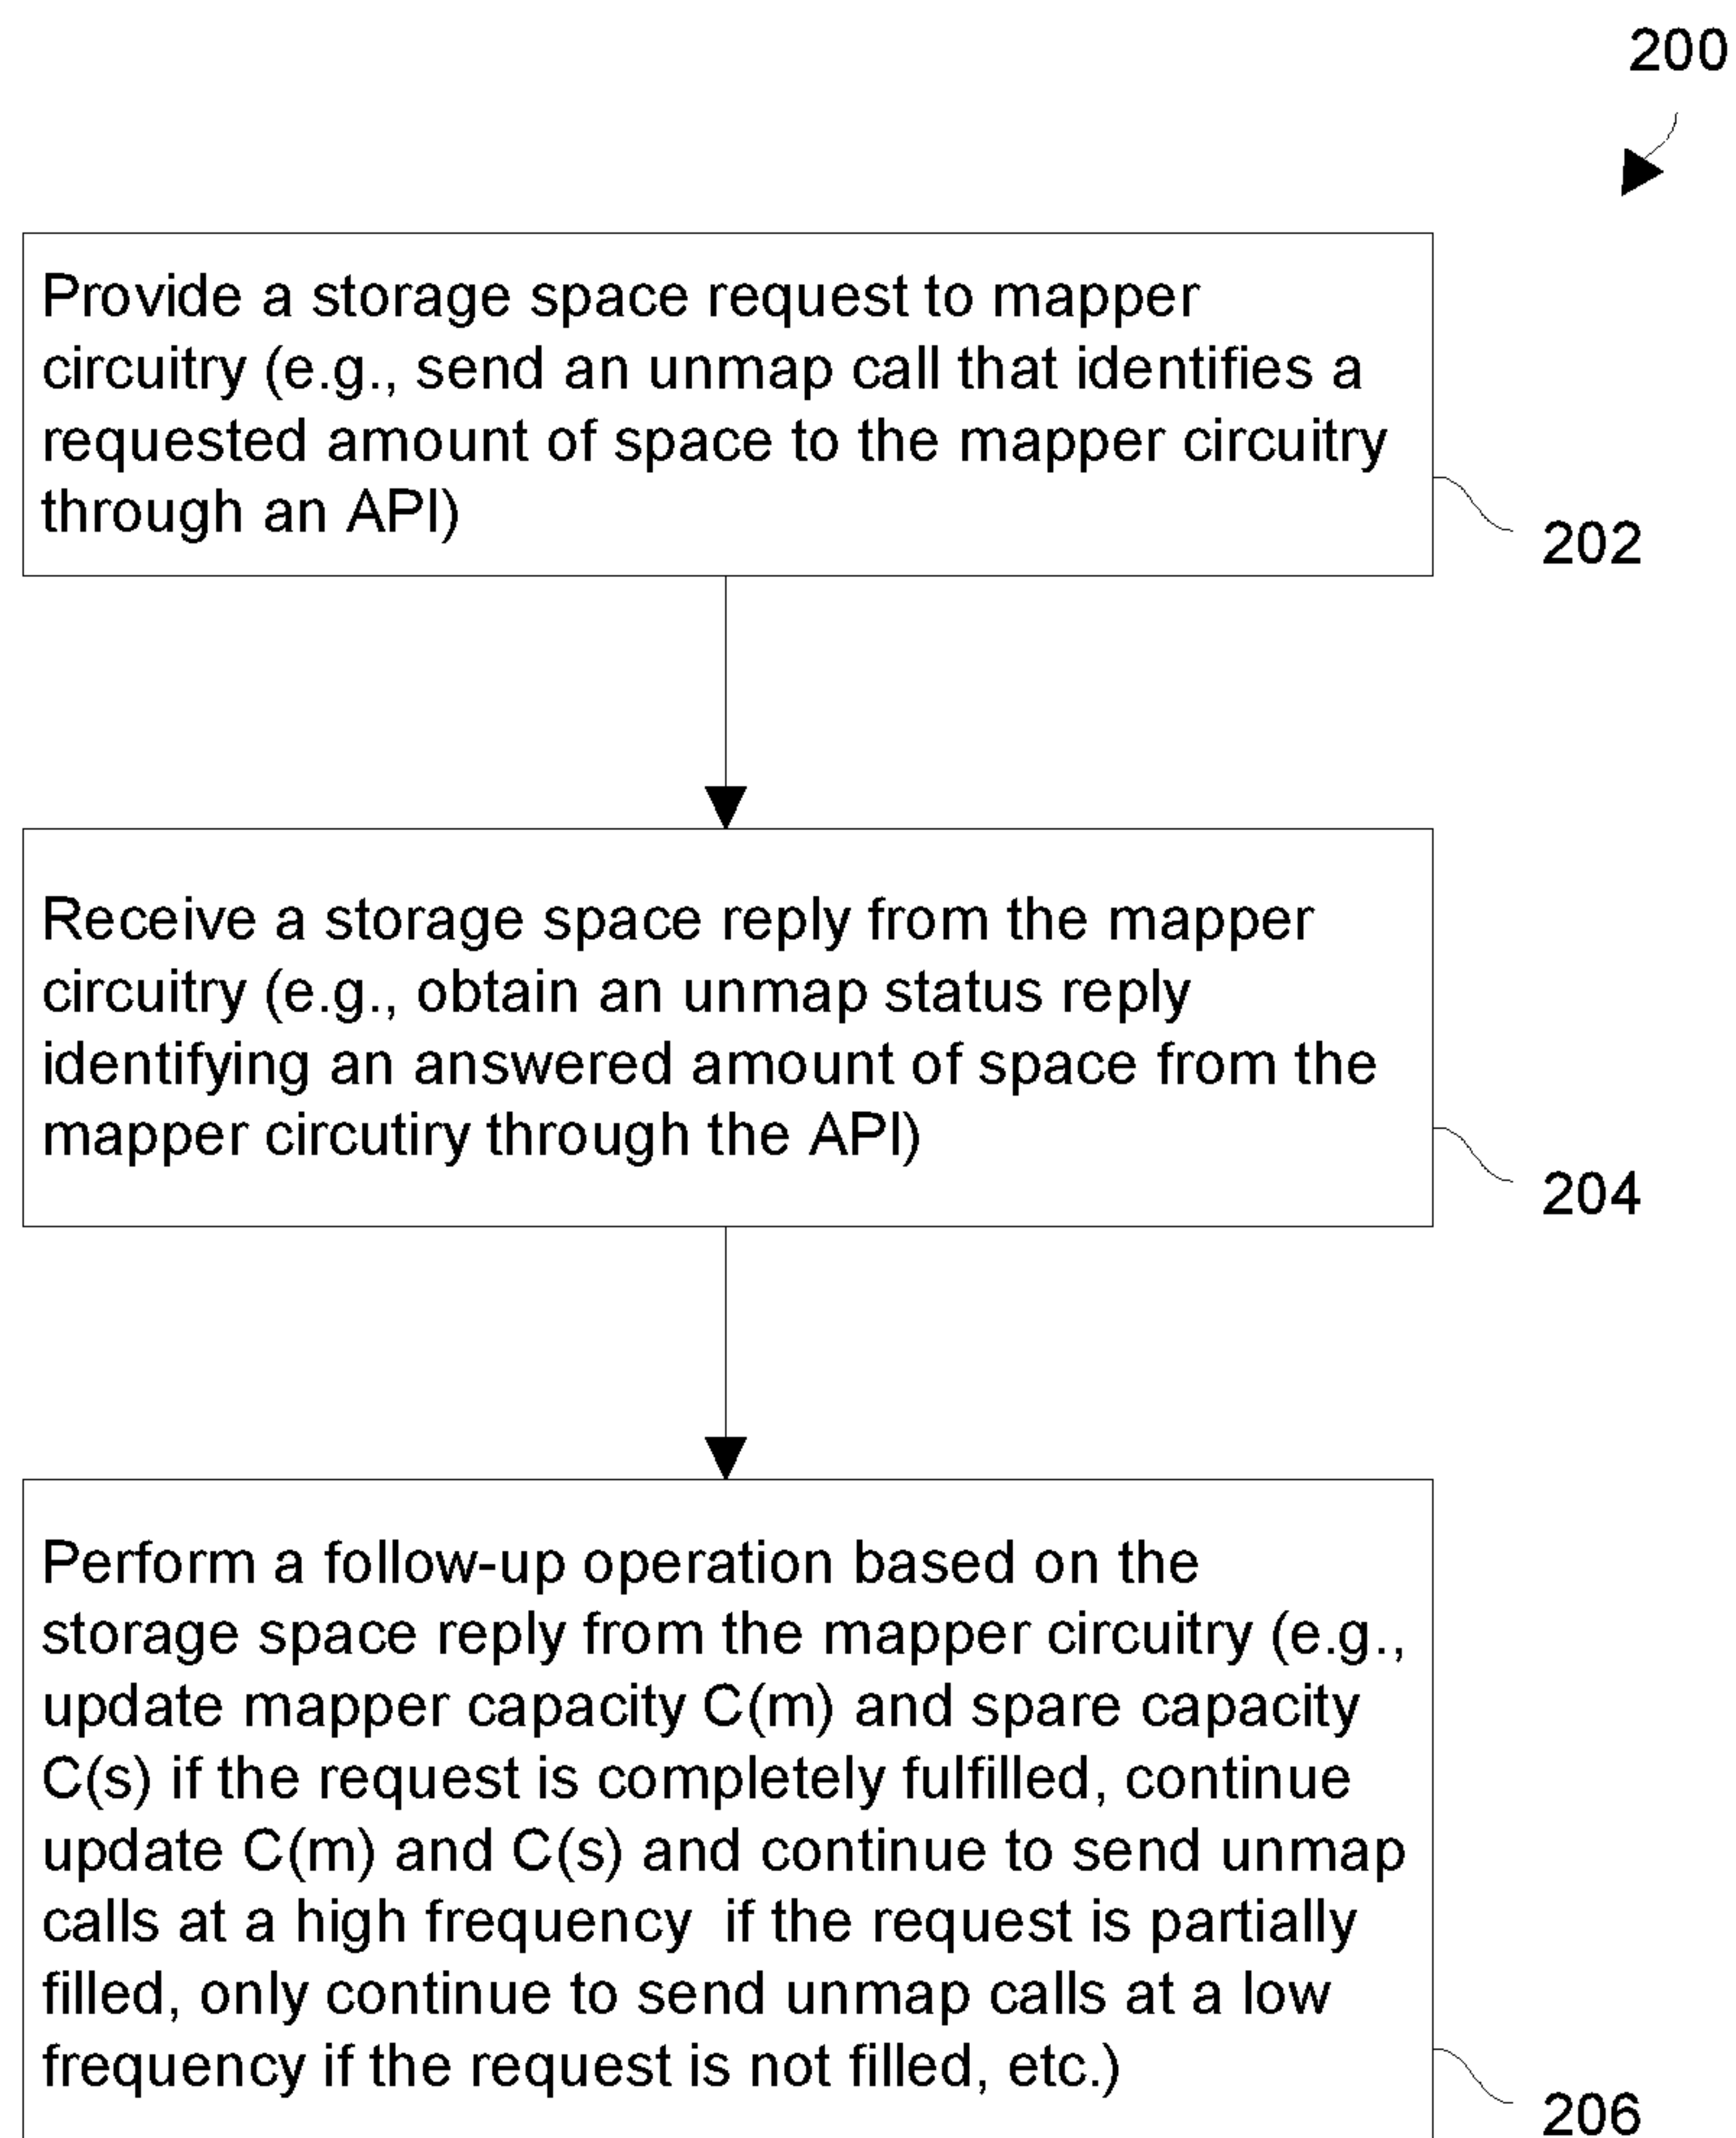 200
Provide a storage space request to mapper
circuitry (e.g., send an unmap call that identifies a
requested amount of space to the mapper circuitry
through an API)
202
Receive a storage space reply from the mapper
circuitry (e.g., obtain an unmap status reply
identifying an answered amount of space from the
mapper circutiry through the API)
204
Perform a follow-up operation based on the
storage space reply from the mapper circuitry (e.g.,
update mapper capacity C(m) and spare capacity
C(s) if the request is completely fulfilled, continue
update C(m) and C(s) and continue to send unmap
calls at a high frequency  if the request is partially
filled, only continue to send unmap calls at a low
frequency if the request is not filled, etc.)
206